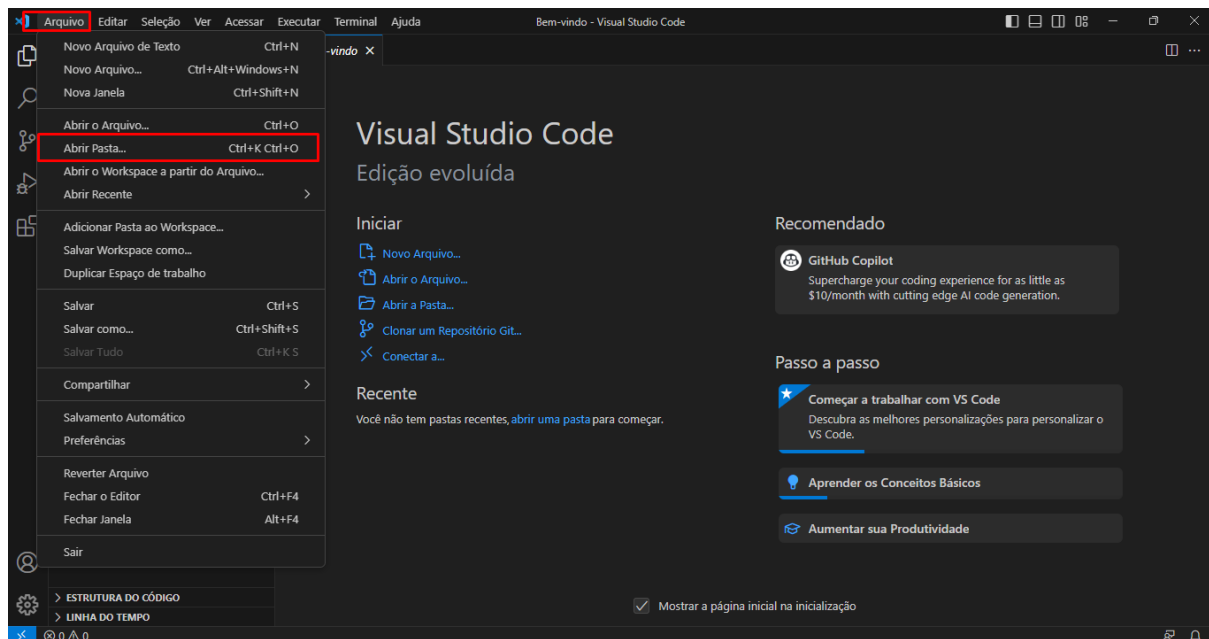 Arquivo Editar Seleção Ver Acessar Executar Terminal Ajuda Bem-vindo - Visual Studio Code
Novo Arquivo de Texto Ctrl+N
Novo Arquivo... Ctrl+Alt+Windows+N
Nova Janela Ctrl+Shift+N
Abrir o Arquivo... Ctrl+O
Abrir Pasta... Ctrl+K Ctrl+O
Abrir o Workspace a partir do Arquivo...
Abrir Recente
Adicionar Pasta ao Workspace...
Salvar Workspace como...
Duplicar Espaço de trabalho
Salvar Ctrl+S
Salvar como... Ctrl+Shift+S
Salvar Tudo Ctrl+K S
Compartilhar
Salvamento Automático
Preferências
Reverter Arquivo
Fechar o Editor Ctrl+F4
Fechar Janela Alt+F4
Sair
ESTRUTURA DO CÓDIGO
LINHA DO TEMPO
0 0
-vindo
Visual Studio Code
Edição evoluída
Iniciar
Novo Arquivo...
Abrir o Arquivo...
Abrir a Pasta...
Clonar um Repositório Git...
Conectar a...
Recente
Você não tem pastas recentes, abrir uma pasta para começar.
Recomendado
GitHub Copilot
Supercharge your coding experience for as little as
$10/month with cutting edge AI code generation.
Passo a passo
Começar a trabalhar com VS Code
Descubra as melhores personalizações para personalizar o
VS Code.
Aprender os Conceitos Básicos
Aumentar sua Produtividade
Mostrar a página inicial na inicialização